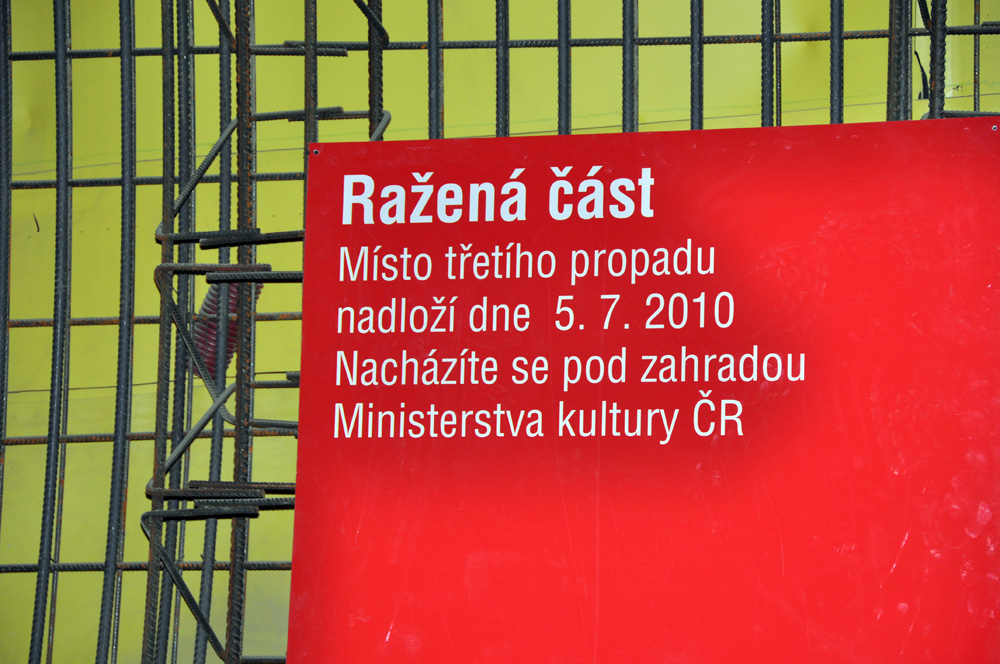 Ražená část
Místo třetího propadu
nadloží dne 5. 7. 2010
Nacházíte se pod zahradou
Ministerstva kultury ČR